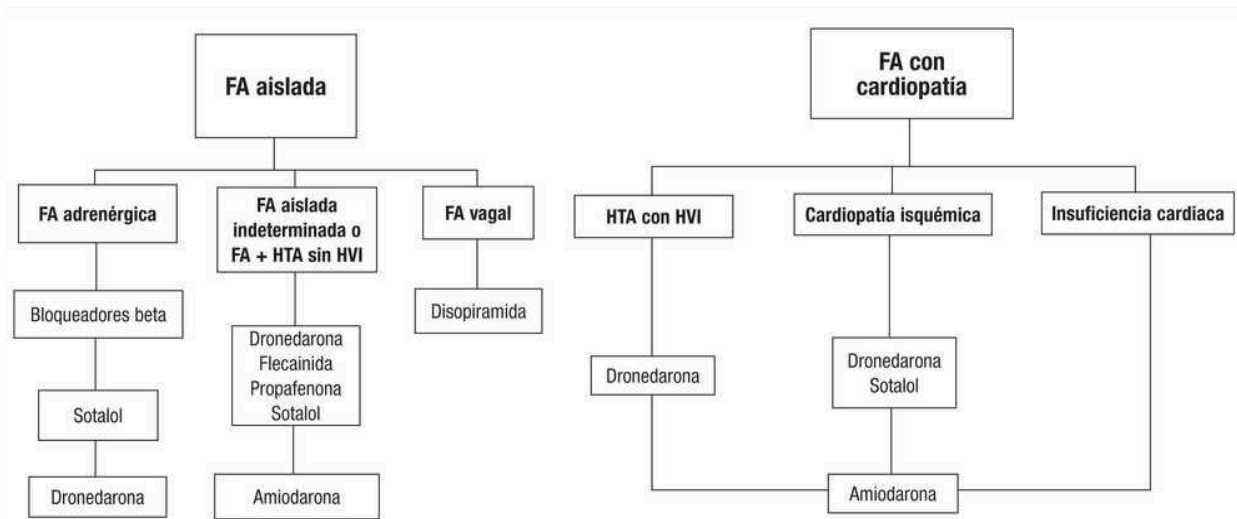 FA aislada
FA adrenérgica
Bloqueadores beta
Sotalol
Dronedarona
FA aislada
indeterminada o
FA + HTA sin HVI
Dronedarona
Flecainida
Propafenona
Sotalol
Amiodarona
FA vagal
Disopiramida
FA con
cardiopatía
HTA con HVI
Dronedarona
Cardiopatía isquémica
Dronedarona
Sotalol
Insuficiencia cardiaca
Amiodarona